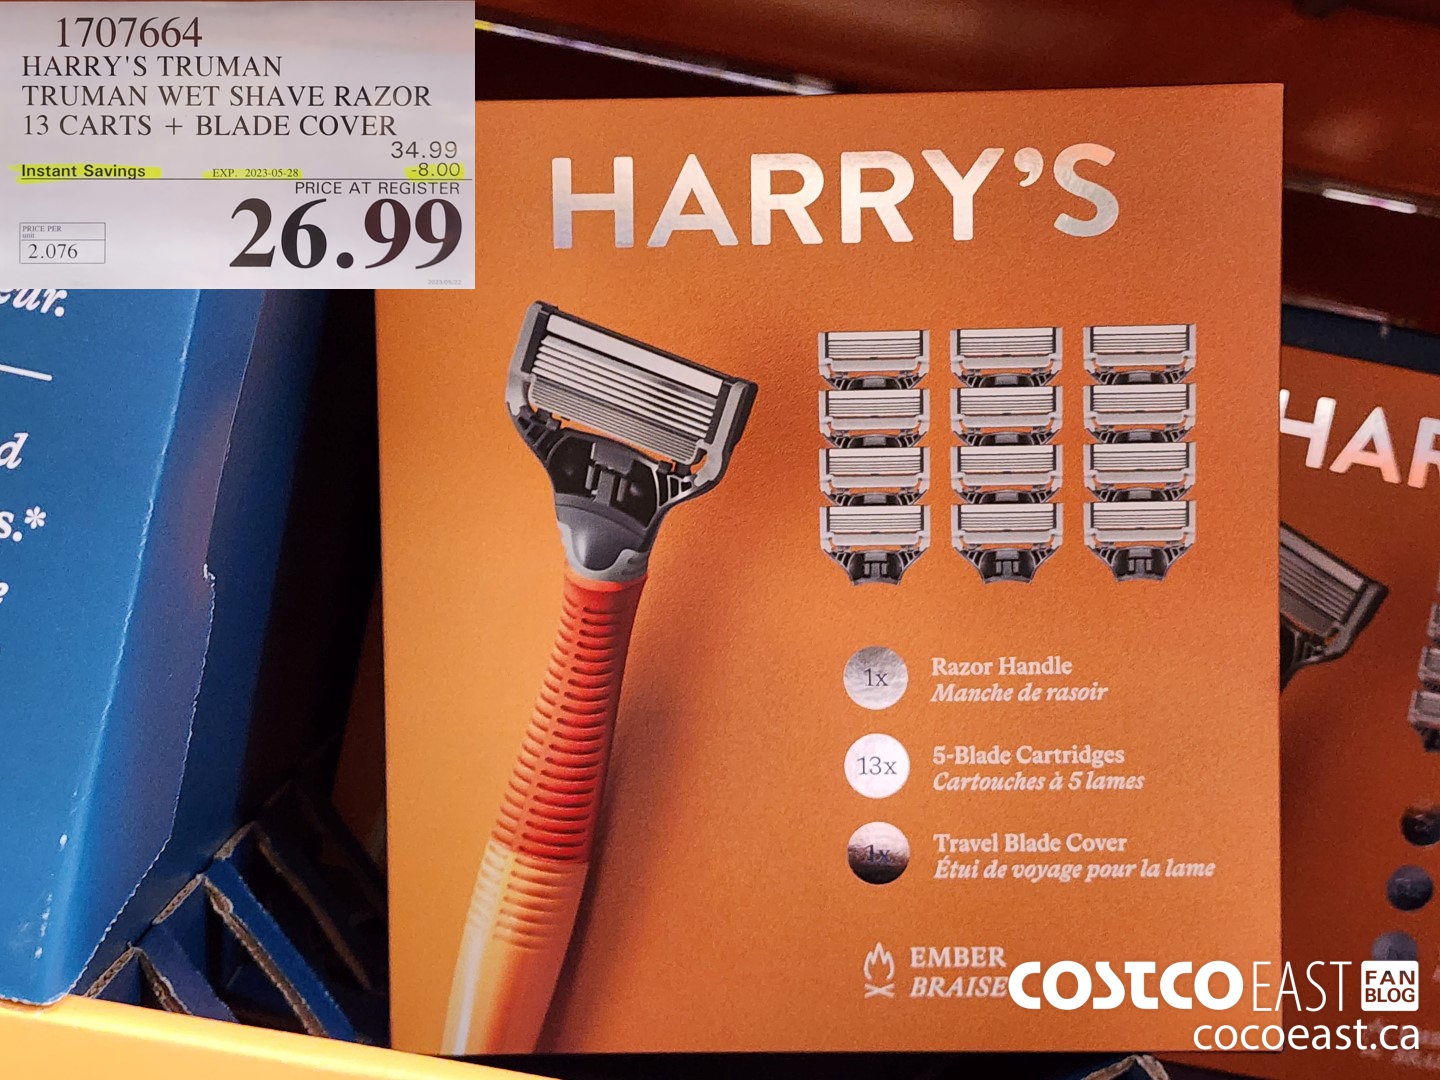 1707664
HARRY'S TRUMAN
TRUMAN WET SHAVE RAZOR
13 CARTS + BLADE COVER
34.99
Instant Savings EXP. 2023-05-28 -8.00
PRICE AT REGISTER
26.99
PRICE PER
unit
2.076
HARRY'S
1x Razor Handle
Manche de rasoir
13x 5-Blade Cartridges
Cartouches à 5 lames
1x Travel Blade Cover
Étui de voyage pour la lame
EMBER
BRAISE
HAR
d
s.*
COSTCO EAST FAN BLOG
cocoeast.ca